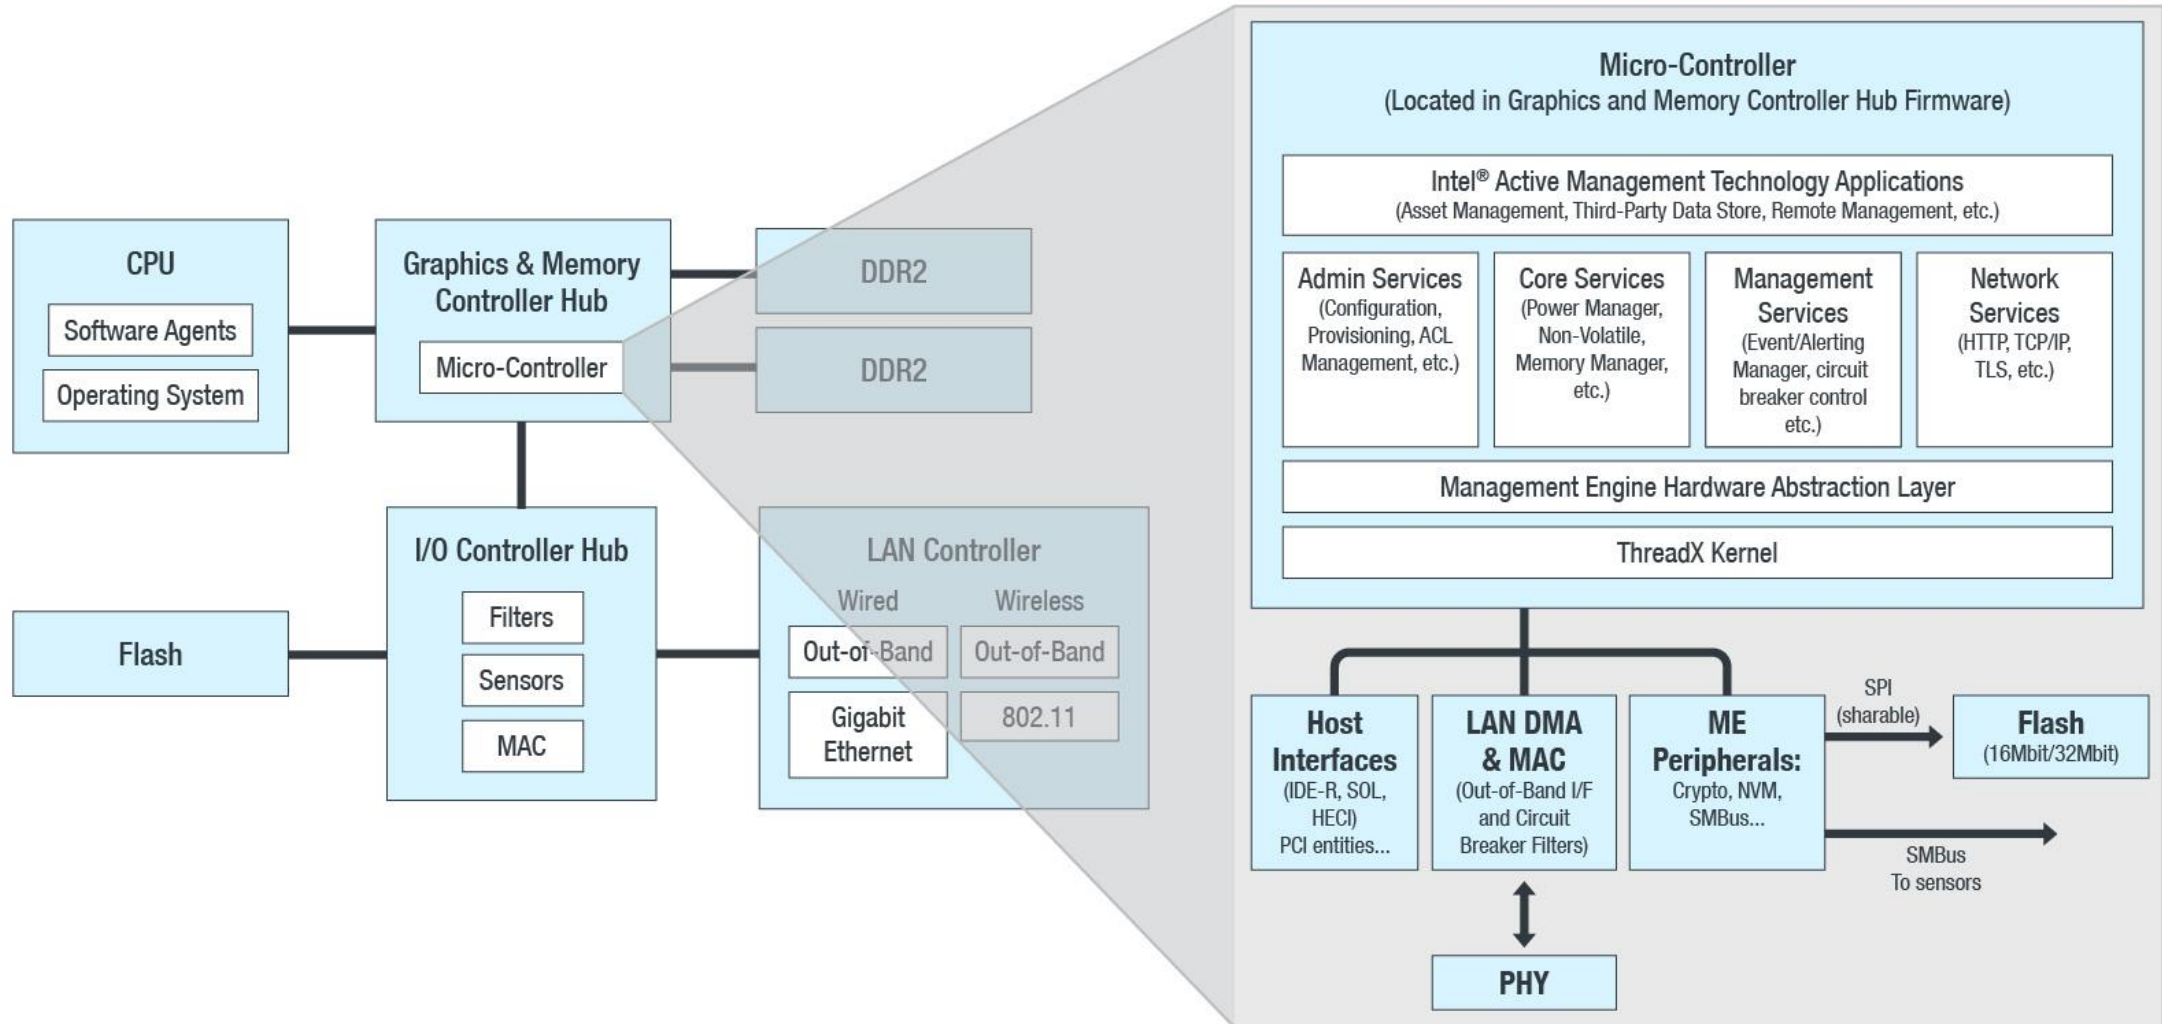 CPU
Software Agents
Operating System
Graphics & Memory
Controller Hub
Micro-Controller
DDR2
DDR2
I/O Controller Hub
Filters
Sensors
MAC
Flash
LAN Controller
Wired
Wireless
Out-of-Band
Out-of-Band
Gigabit
Ethernet
802.11
Micro-Controller
(Located in Graphics and Memory Controller Hub Firmware)
Intel® Active Management Technology Applications
(Asset Management, Third-Party Data Store, Remote Management, etc.)
Admin Services
(Configuration,
Provisioning, ACL
Management, etc.)
Core Services
(Power Manager,
Non-Volatile,
Memory Manager,
etc.)
Management
Services
(Event/Alerting
Manager, circuit
breaker control
etc.)
Network
Services
(HTTP, TCP/IP,
TLS, etc.)
Management Engine Hardware Abstraction Layer
ThreadX Kernel
Host
Interfaces
(IDE-R, SOL,
HECI)
PCI entities...
LAN DMA
& MAC
(Out-of-Band I/F
and Circuit
Breaker Filters)
ME
Peripherals:
Crypto, NVM,
SMBus...
SPI
(sharable)
Flash
(16Mbit/32Mbit)
SMBus
To sensors
PHY